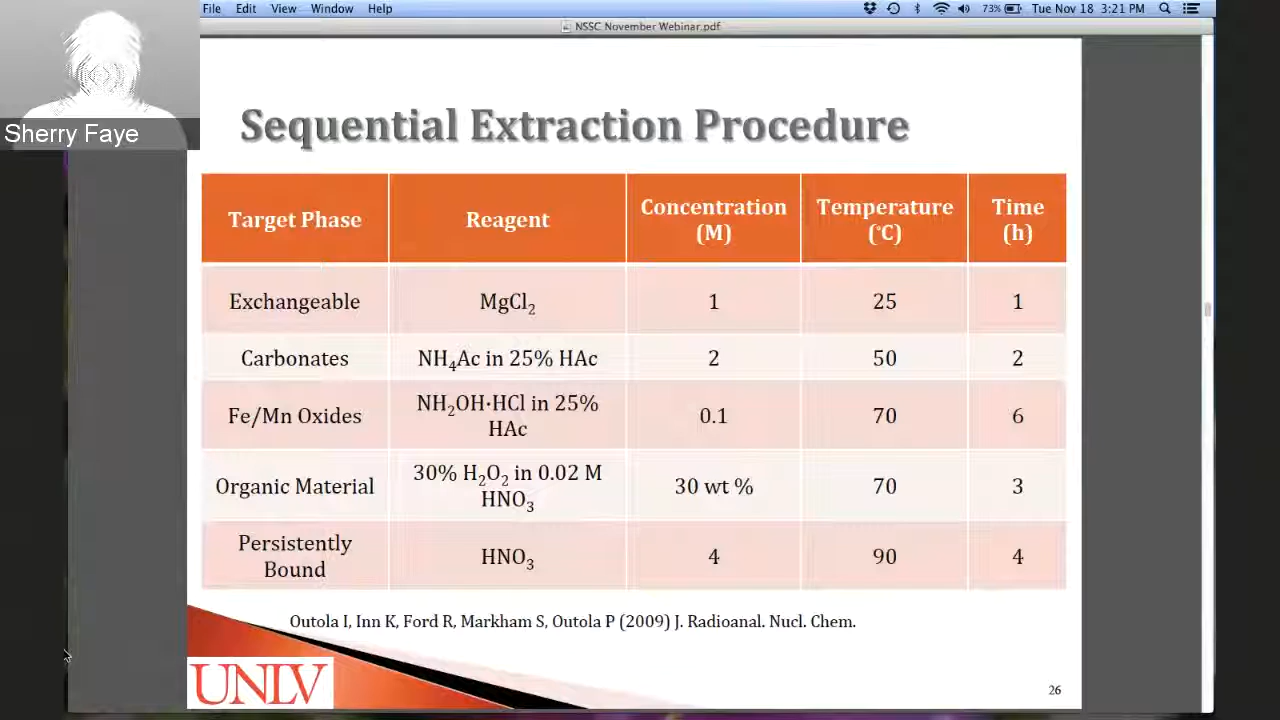 File Edit View Window Help
73% Tue Nov 18 3:21 PM
NSSC November Webinar.pdf
Sherry Faye
Sequential Extraction Procedure
Target Phase Reagent Concentration (M) Temperature (°C) Time (h)
Exchangeable MgCl₂ 1 25 1
Carbonates NH₄Ac in 25% HAc 2 50 2
Fe/Mn Oxides NH₂OH·HCl in 25% HAc 0.1 70 6
Organic Material 30% H₂O₂ in 0.02 M HNO₃ 30 wt % 70 3
Persistently Bound HNO₃ 4 90 4
Outola I, Inn K, Ford R, Markham S, Outola P (2009) J. Radioanal. Nucl. Chem.
UNLV
26